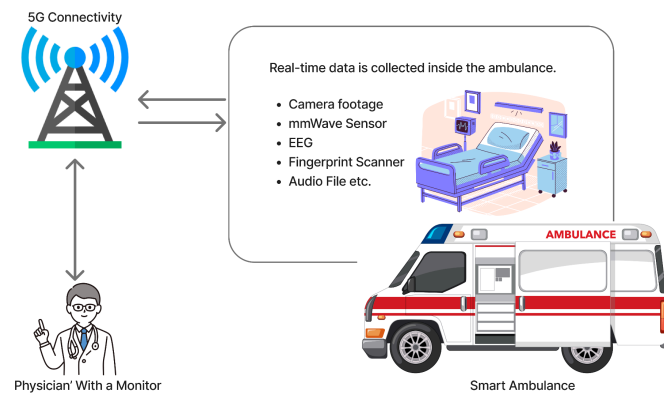 5G Connectivity
Real-time data is collected inside the ambulance.
• Camera footage
• mmWave Sensor
• EEG
• Fingerprint Scanner
• Audio File etc.
AMBULANCE
Physician' With a Monitor
Smart Ambulance